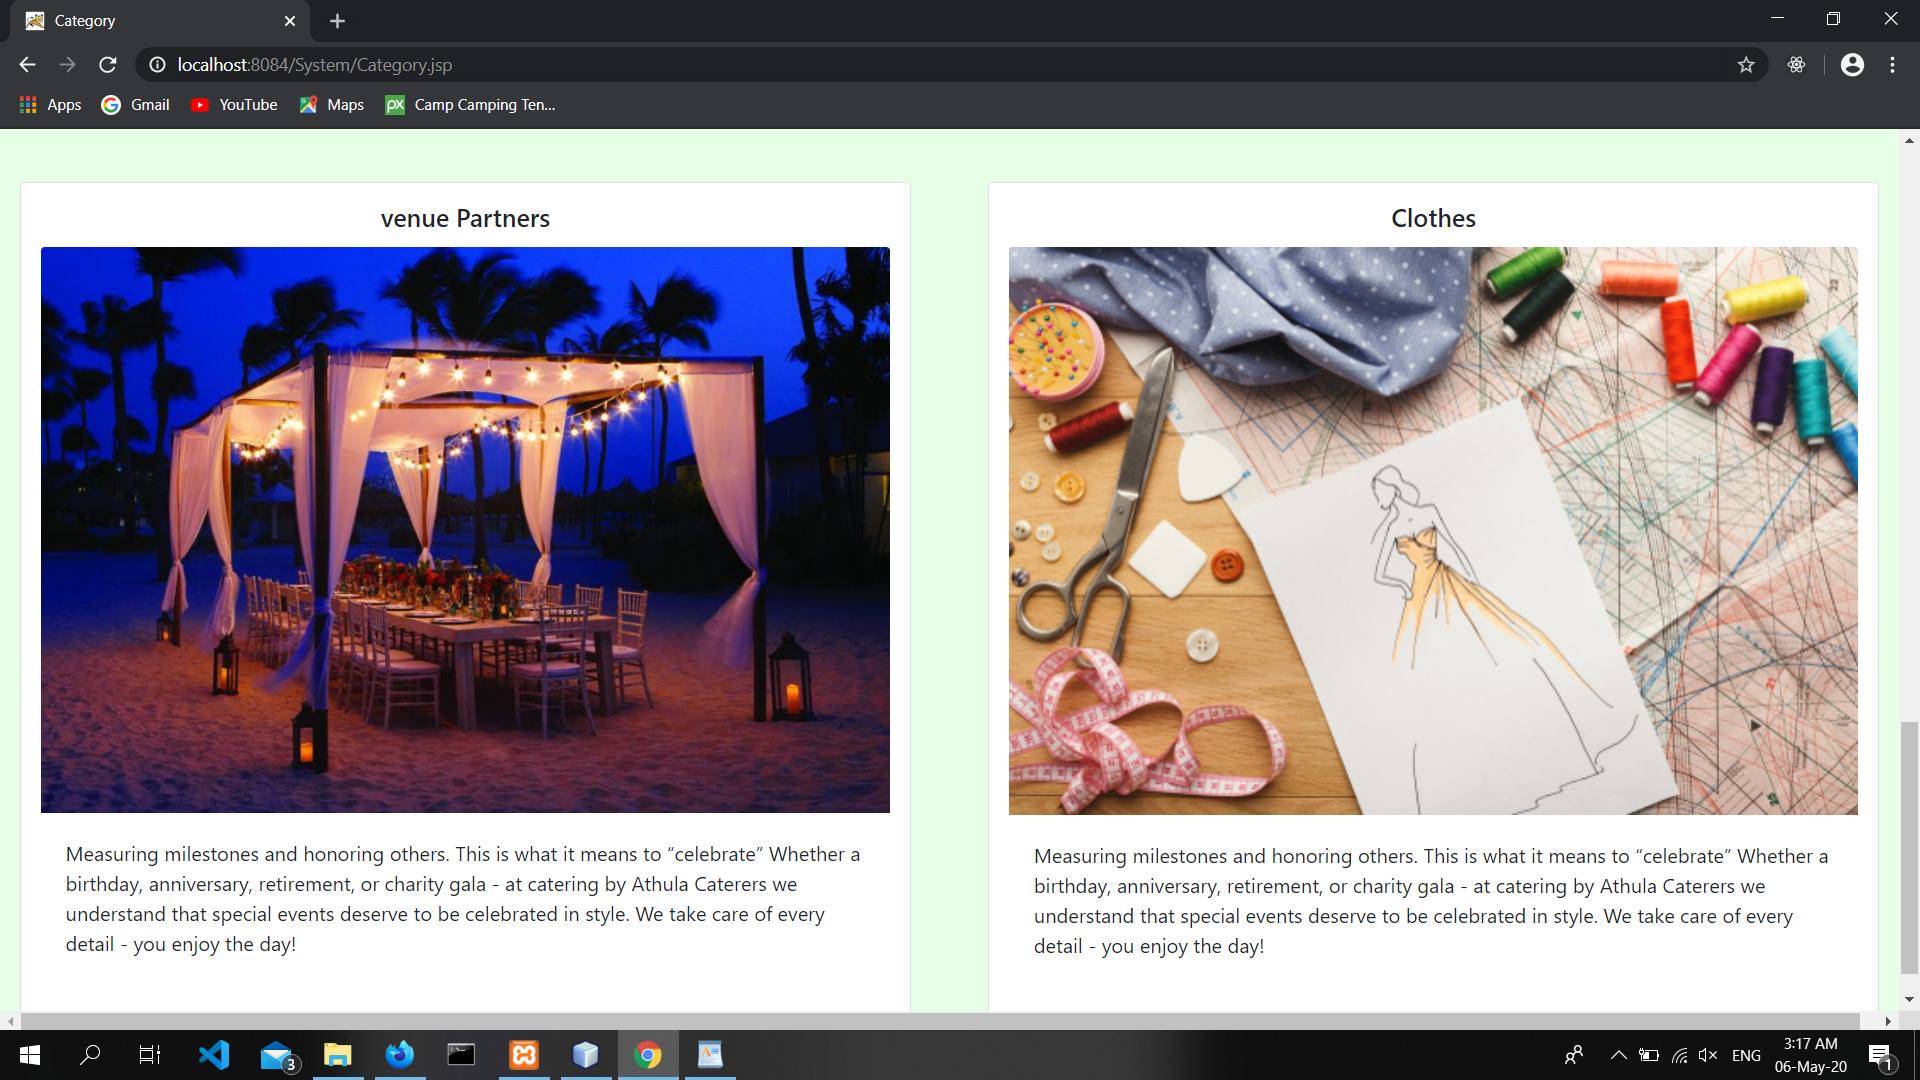 Category
localhost:8084/System/Category.jsp
Apps
Gmail
YouTube
Maps
px
Camp Camping Ten...
venue Partners
Measuring milestones and honoring others. This is what it means to “celebrate” Whether a
birthday, anniversary, retirement, or charity gala - at catering by Athula Caterers we
understand that special events deserve to be celebrated in style. We take care of every
detail - you enjoy the day!
Clothes
Measuring milestones and honoring others. This is what it means to “celebrate” Whether a
birthday, anniversary, retirement, or charity gala - at catering by Athula Caterers we
understand that special events deserve to be celebrated in style. We take care of every
detail - you enjoy the day!
3
ENG
3:17 AM
06-May-20
1